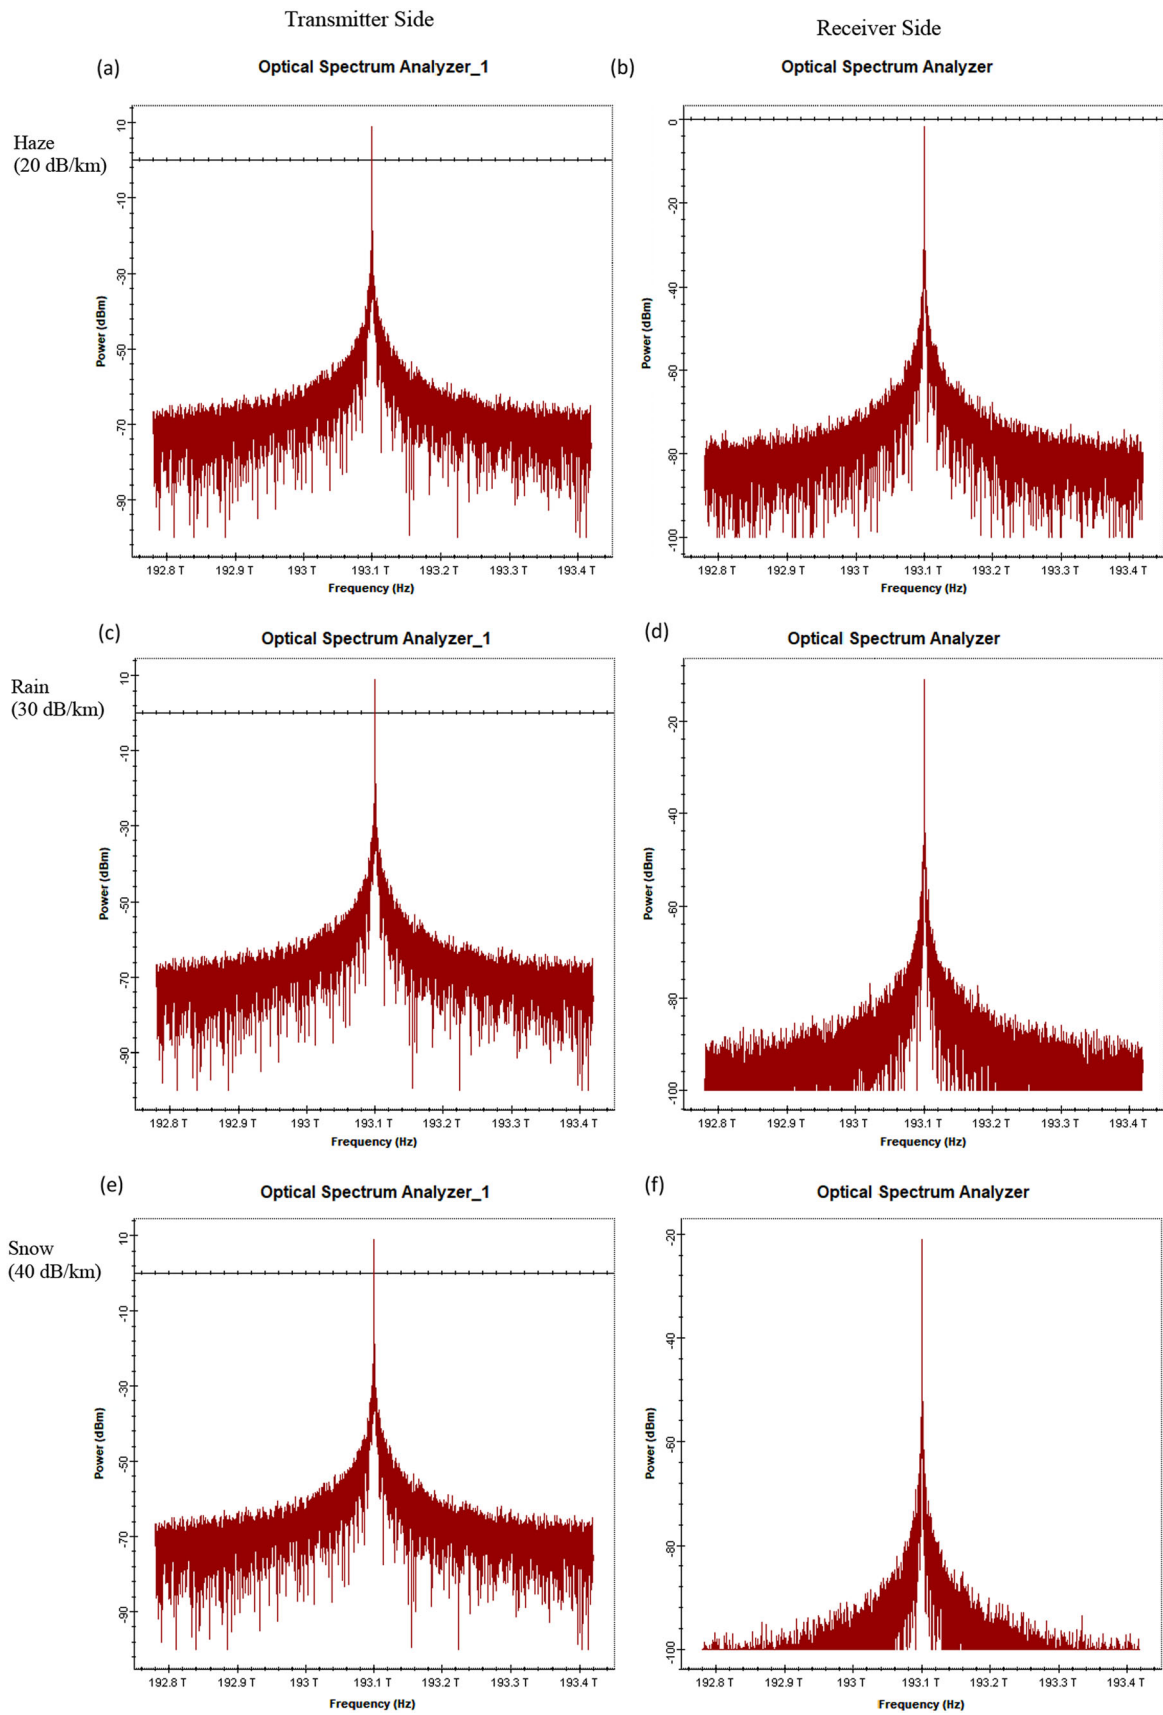 Transmitter Side
Receiver Side
(a)
Optical Spectrum Analyzer_1
(b)
Optical Spectrum Analyzer
Haze
(20 dB/km)
Power (dBm)
10
-10
-30
-50
-70
-90
192.8 T 192.9 T 193 T 193.1 T 193.2 T 193.3 T 193.4 T
Frequency (Hz)
Power (dBm)
0
-20
-40
-60
-80
-100
192.8 T 192.9 T 193 T 193.1 T 193.2 T 193.3 T 193.4 T
Frequency (Hz)
(c)
Optical Spectrum Analyzer_1
(d)
Optical Spectrum Analyzer
Rain
(30 dB/km)
Power (dBm)
10
-10
-30
-50
-70
-90
192.8 T 192.9 T 193 T 193.1 T 193.2 T 193.3 T 193.4 T
Frequency (Hz)
Power (dBm)
-20
-40
-60
-80
-100
192.8 T 192.9 T 193 T 193.1 T 193.2 T 193.3 T 193.4 T
Frequency (Hz)
(e)
Optical Spectrum Analyzer_1
(f)
Optical Spectrum Analyzer
Snow
(40 dB/km)
Power (dBm)
10
-10
-30
-50
-70
-90
192.8 T 192.9 T 193 T 193.1 T 193.2 T 193.3 T 193.4 T
Frequency (Hz)
Power (dBm)
-20
-40
-60
-80
-100
192.8 T 192.9 T 193 T 193.1 T 193.2 T 193.3 T 193.4 T
Frequency (Hz)